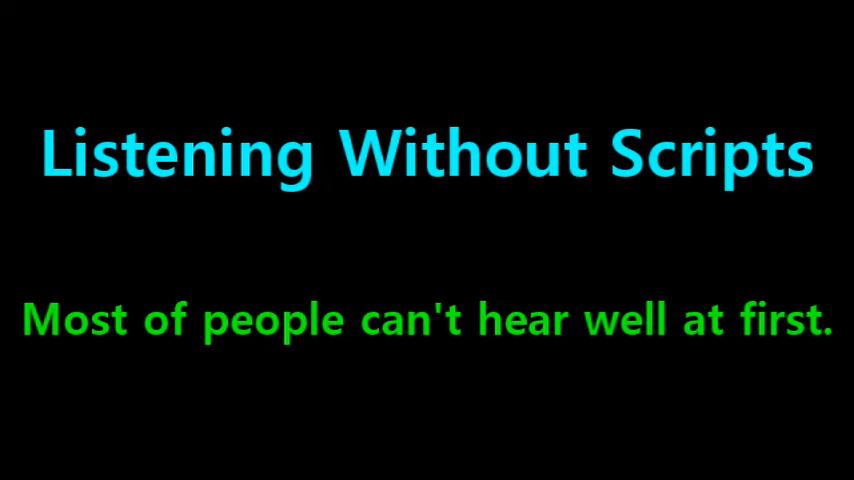 Listening Without Scripts
Most of people can't hear well at first.